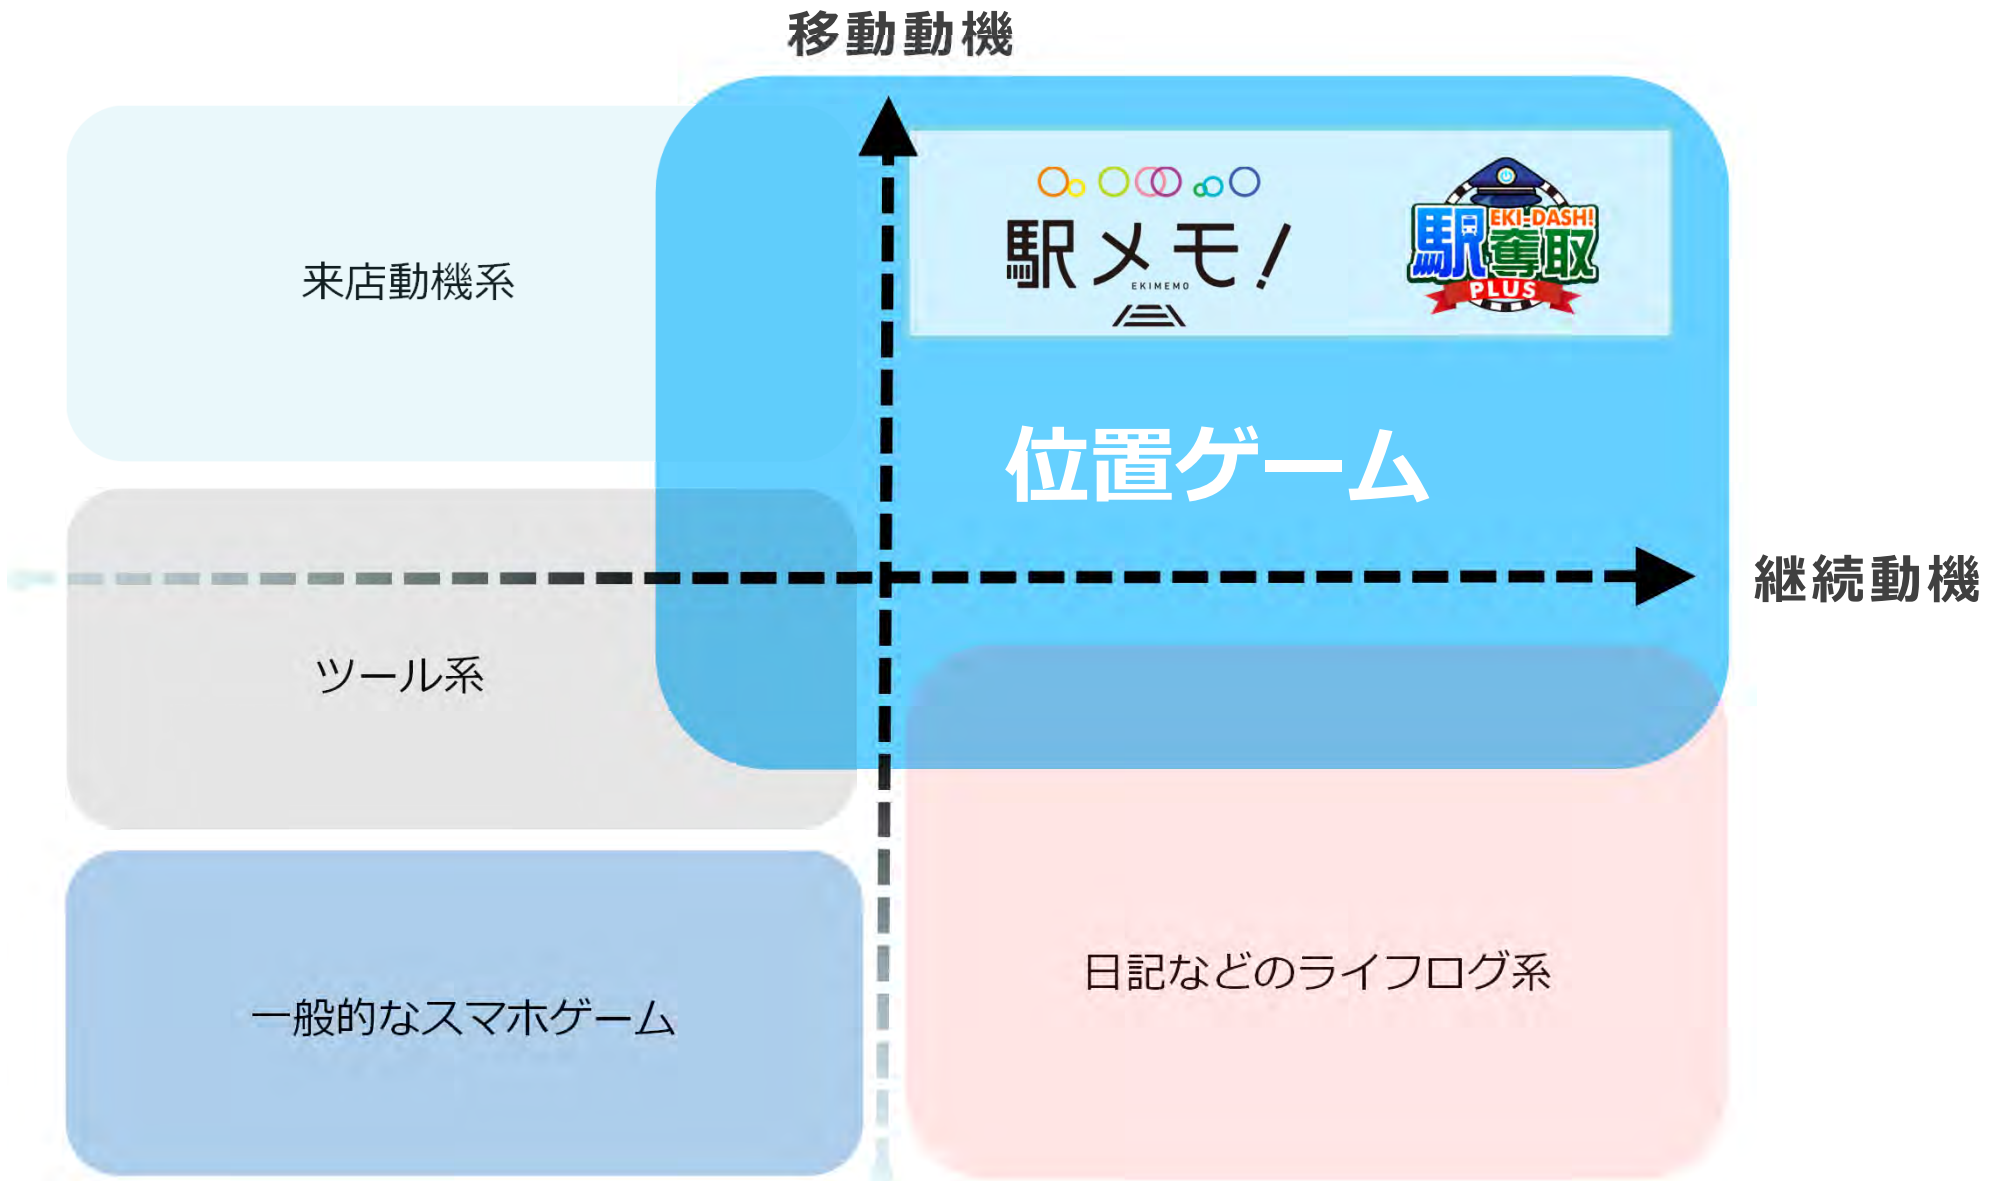 移動動機
来店動機系
駅メモ!
EKIMEMO
EKI-DASH!
駅奪取
PLUS
位置ゲーム
継続動機
ツール系
日記などのライフログ系
一般的なスマホゲーム